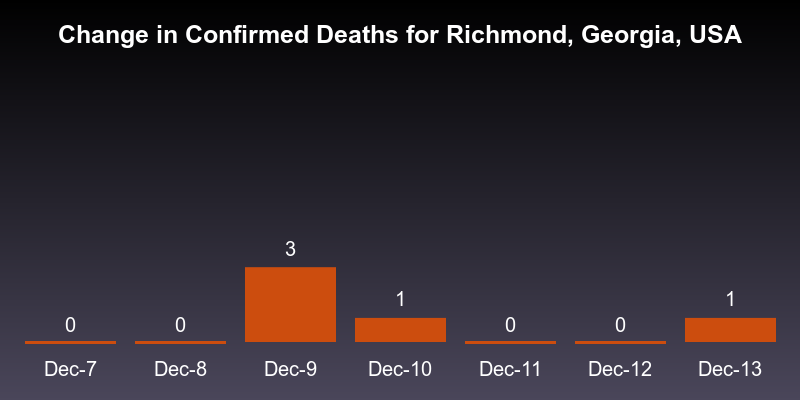 Change in Confirmed Deaths for Richmond, Georgia, USA
3
1
1
0
0
0
0
Dec-7
Dec-8
Dec-9
Dec-10
Dec-11
Dec-12
Dec-13